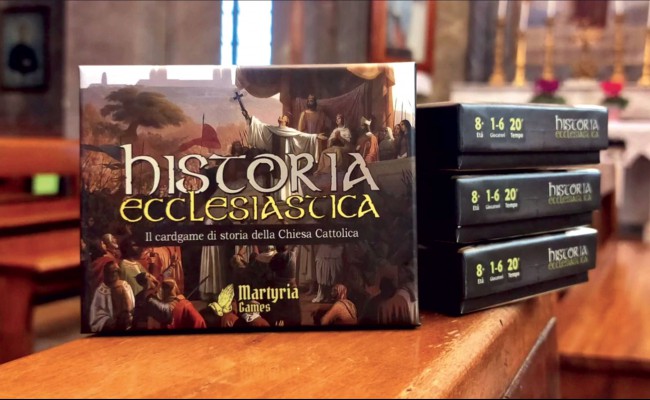 HISTORIA
ECCLESIASTICA
Il cardgame di storia della Chiesa Cattolica
Martyria
Games
8+ 1-6 20'
Età Giocatori Tempo
HISTORIA
ECCLESIASTICA
8+ 1-6 20'
Età Giocatori Tempo
HISTORIA
ECCLESIASTICA
8+ 1-6 20'
Età Giocatori Tempo
HISTORIA
ECCLESIASTICA